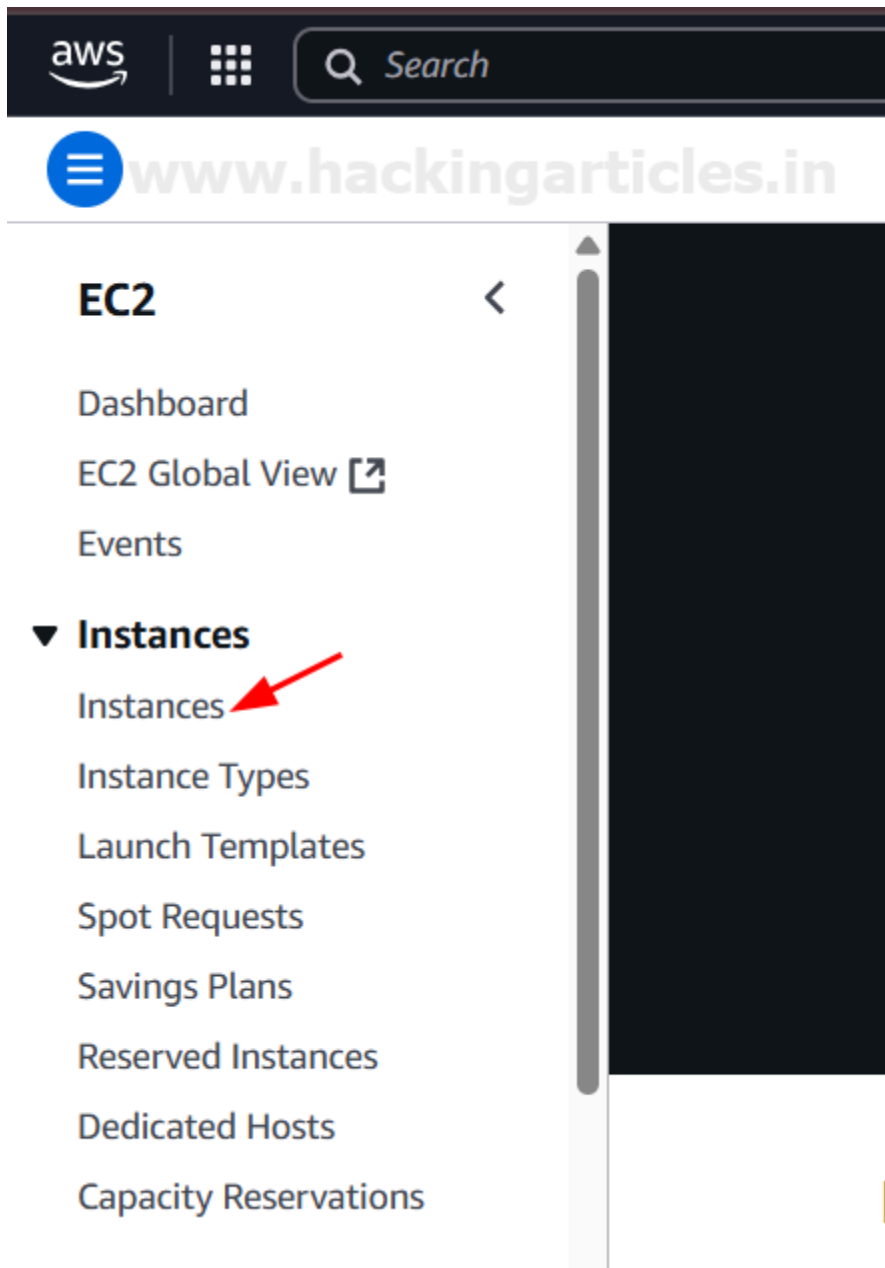 aws
Search
www.hackingarticles.in
EC2
Dashboard
EC2 Global View
Events
Instances
Instances
Instance Types
Launch Templates
Spot Requests
Savings Plans
Reserved Instances
Dedicated Hosts
Capacity Reservations